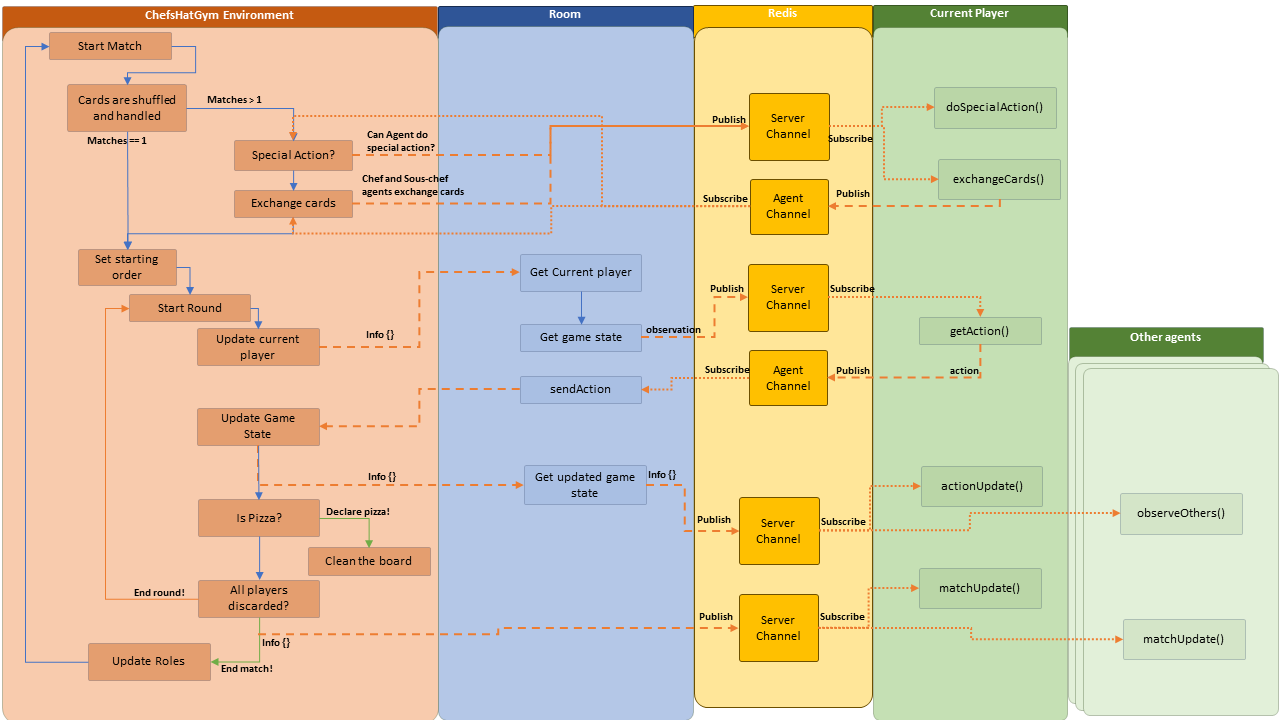 ChefsHatGym Environment
Room
Redis
Current Player
Start Match
Cards are shuffled
and handled
Matches > 1
Matches == 1
Special Action?
Can Agent do
special action?
Exchange cards
Chef and Sous-chef
agents exchange cards
Publish
Server
Channel
Subscribe
doSpecialAction()
exchangeCards()
Subscribe
Agent
Channel
Publish
Set starting
order
Start Round
Update current
player
Info {}
Get Current player
Get game state
observation
Publish
Server
Channel
Subscribe
getAction()
action
Publish
Agent
Channel
Subscribe
sendAction
Other agents
Update Game
State
Info {}
Get updated game
state
Info {}
Publish
Server
Channel
Subscribe
actionUpdate()
observeOthers()
Is Pizza?
Declare pizza!
Clean the board
All players
discarded?
End round!
Info {}
End match!
Update Roles
Publish
Server
Channel
Subscribe
matchUpdate()
matchUpdate()